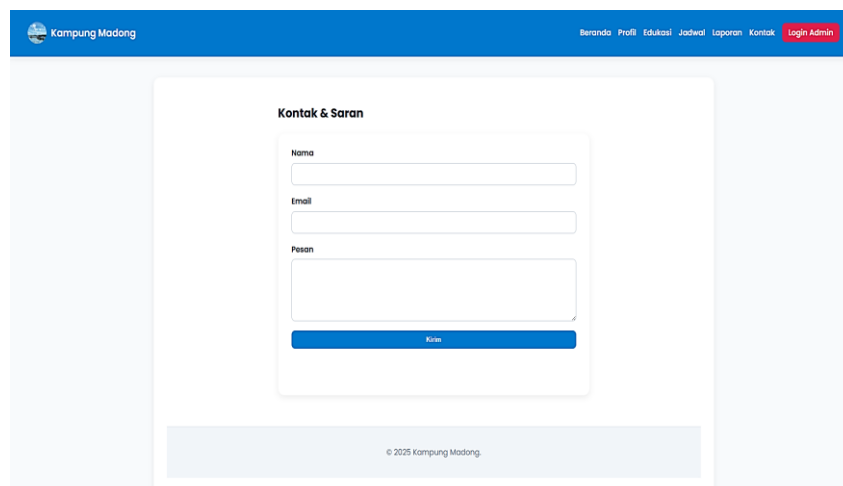 Kampung Madong
Beranda Profil Edukasi Jadwal Laporan Kontak Login Admin
Kontak & Saran
Nama
Email
Pesan
Kirim
© 2025 Kampung Madong.